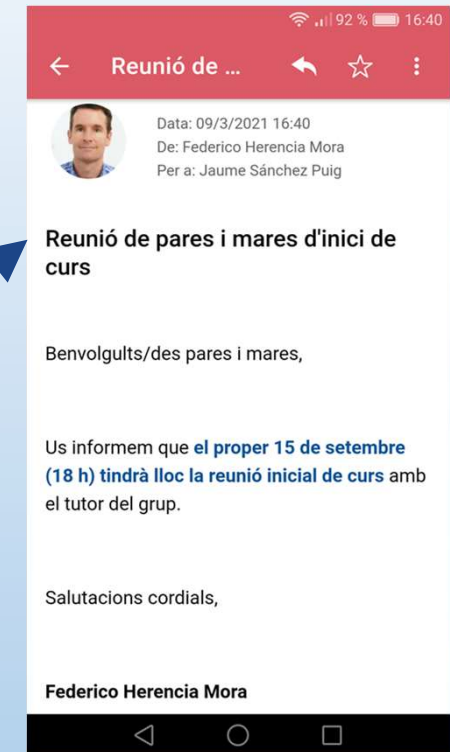 92 % 16:40
Reunió de ...
Data: 09/3/2021 16:40
De: Federico Herencia Mora
Per a: Jaume Sánchez Puig
Reunió de pares i mares d'inici de
curs
Benvolgults/des pares i mares,
Us informem que el proper 15 de setembre
(18 h) tindrà lloc la reunió inicial de curs amb
el tutor del grup.
Salutacions cordials,
Federico Herencia Mora